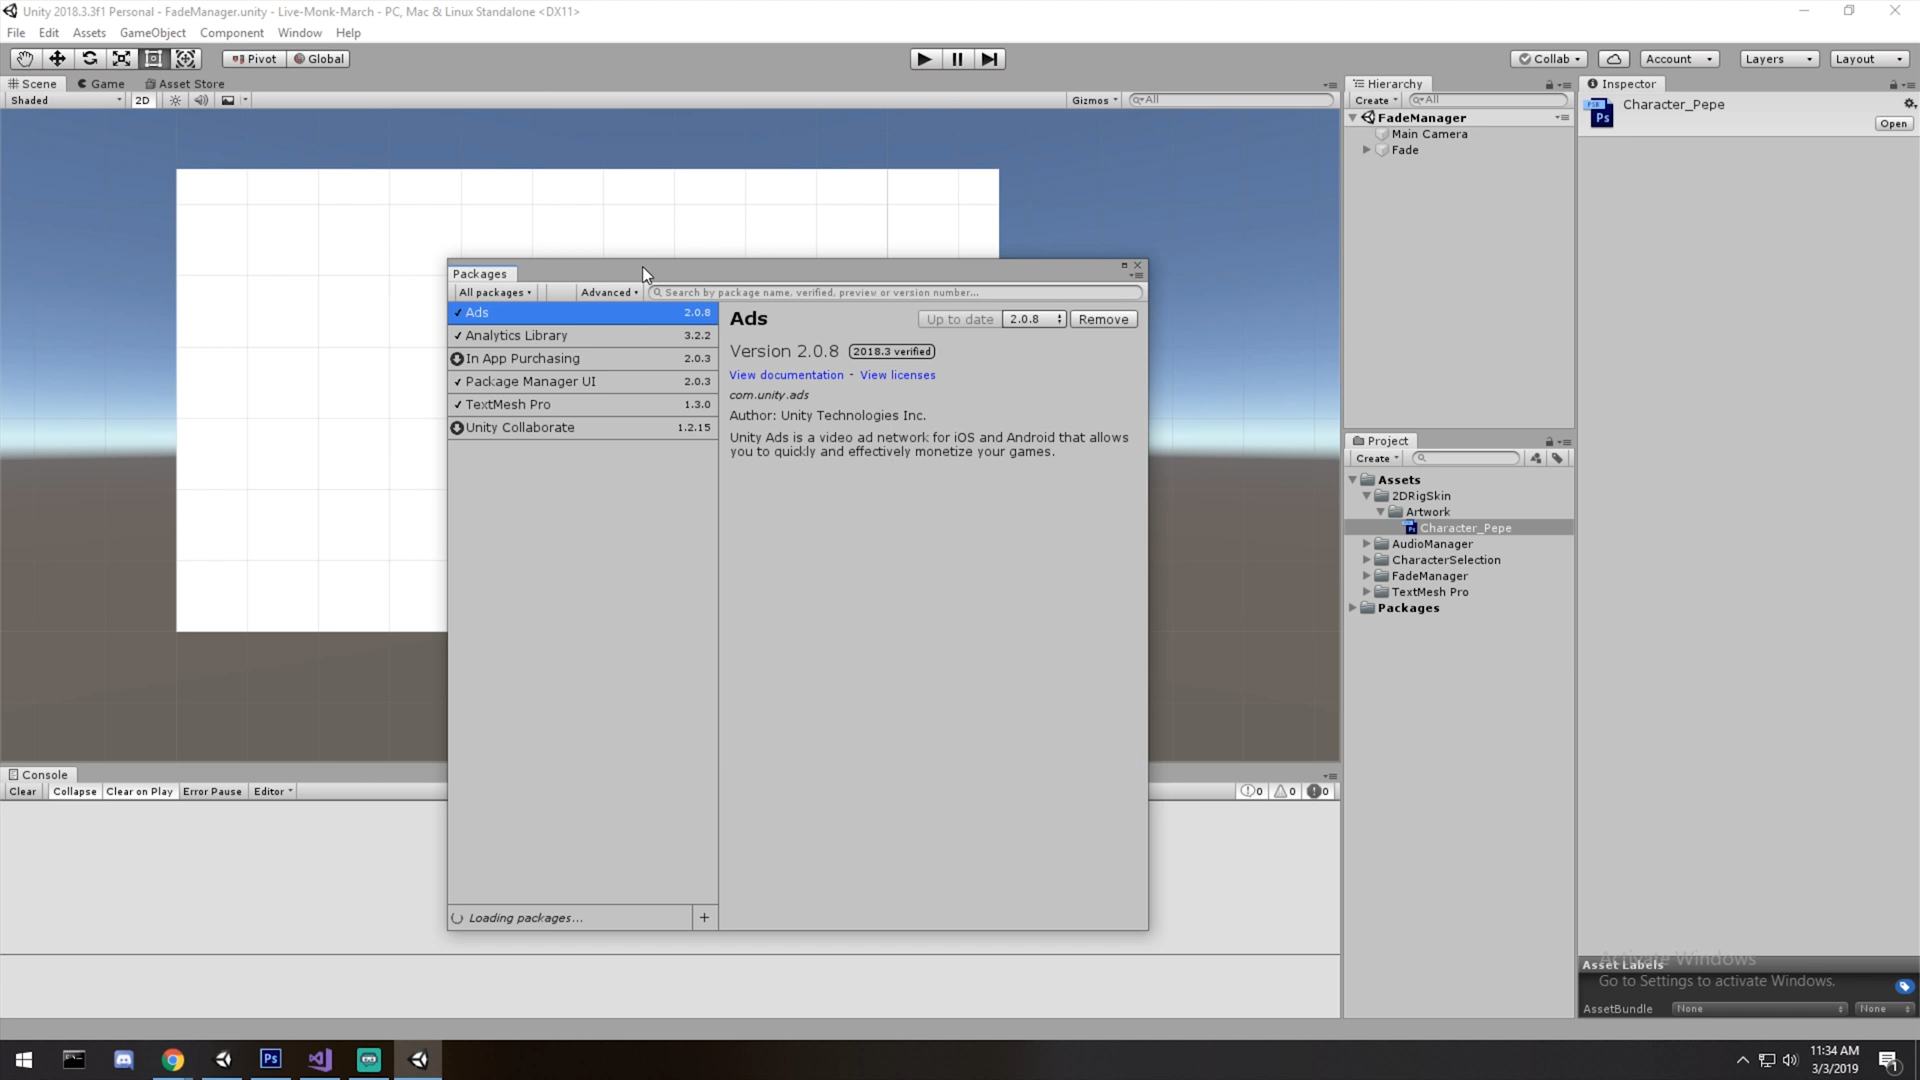 Unity 2018.3.3f1 Personal - FadeManager.unity - Live-Monk-March - PC, Mac & Linux Standalone <DX11>
File Edit Assets GameObject Component Window Help
Pivot Global Collab Account Layers Layout
Scene Game Asset Store
Shaded 2D Gizmos All
Hierarchy
Create All
FadeManager
Main Camera
Fade
Inspector
PSB
Ps
Character_Pepe
Open
Packages
All packages Advanced Search by package name, verified, preview or version number...
Ads 2.0.8
Analytics Library 3.2.2
In App Purchasing 2.0.3
Package Manager UI 2.0.3
TextMesh Pro 1.3.0
Unity Collaborate 1.2.15
Loading packages... +
Ads Up to date 2.0.8 Remove
Version 2.0.8 2018.3 verified
View documentation - View licenses
com.unity.ads
Author: Unity Technologies Inc.
Unity Ads is a video ad network for iOS and Android that allows
you to quickly and effectively monetize your games.
Project
Create
Assets
2DRigSkin
Artwork
Character_Pepe
AudioManager
CharacterSelection
FadeManager
TextMesh Pro
Packages
Console
Clear Collapse Clear on Play Error Pause Editor 0 0 0
Activate Windows
Go to Settings to activate Windows.
Asset Labels
AssetBundle None None
Ps
11:34 AM
3/3/2019
1